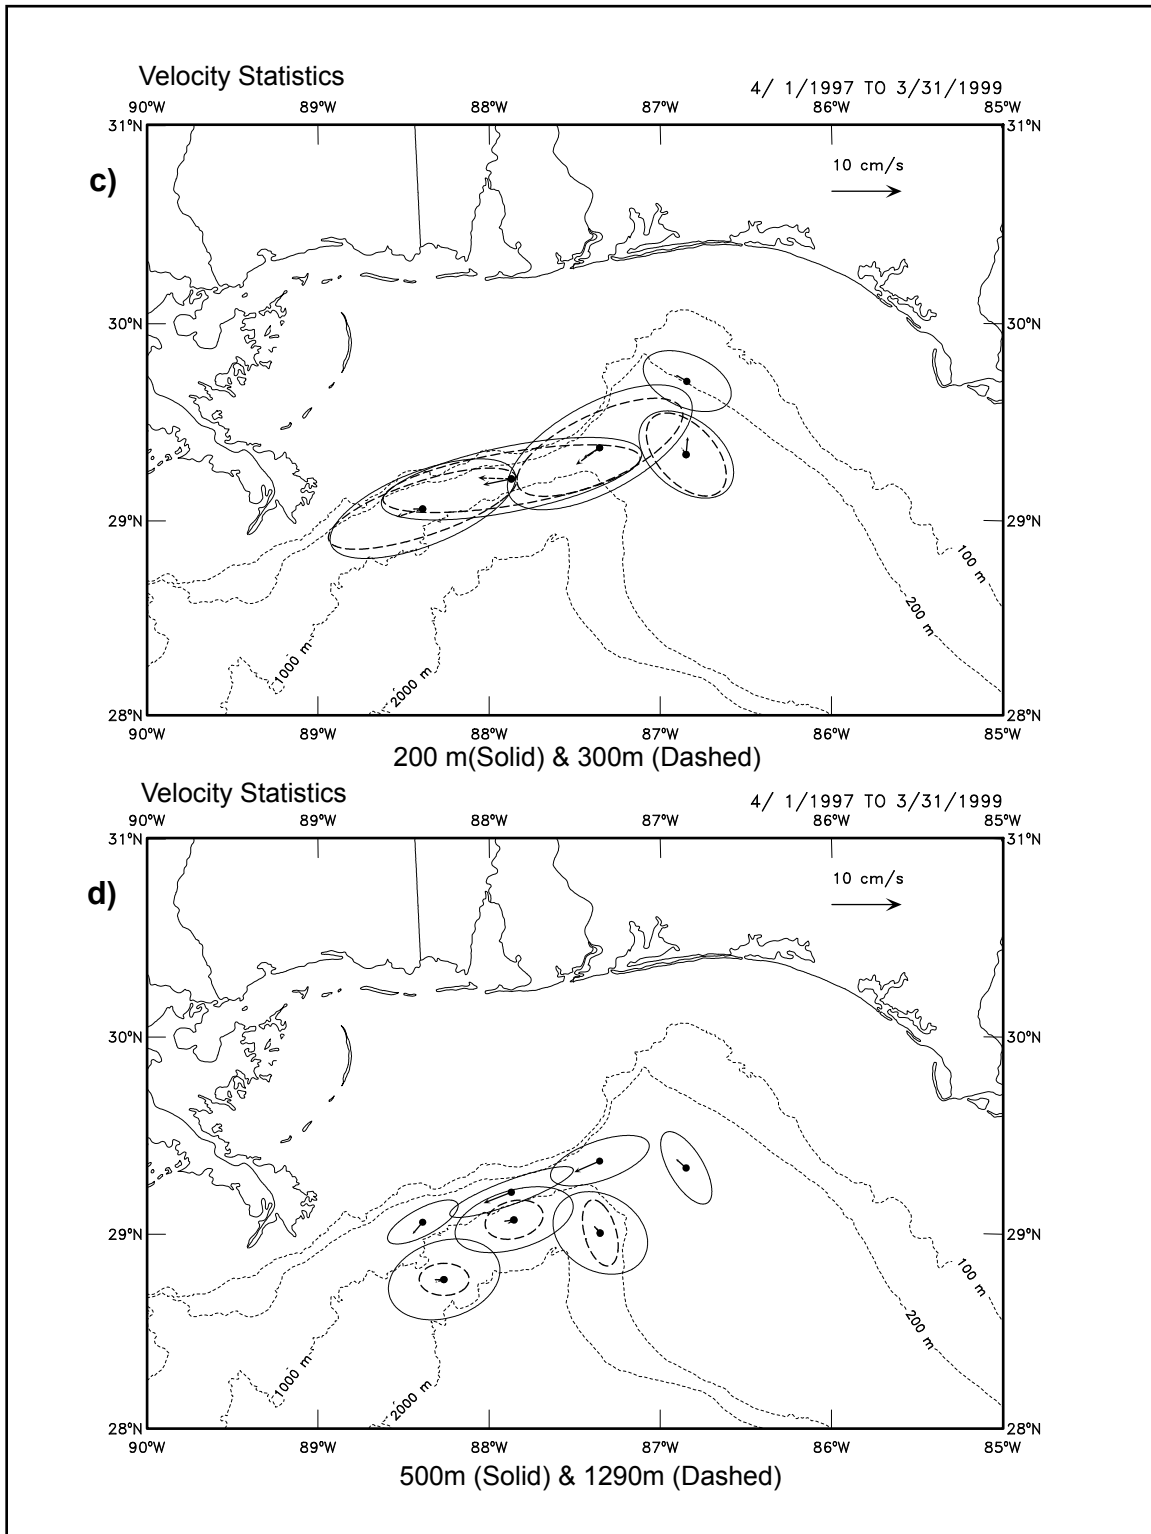 Velocity Statistics
4/ 1/1997 TO 3/31/1999
90°W 89°W 88°W 87°W 86°W 85°W
31°N 31°N
c)
10 cm/s
30°N 30°N
29°N 29°N
100 m
200 m
1000 m
2000 m
28°N 28°N
90°W 89°W 88°W 87°W 86°W 85°W
200 m(Solid) & 300m (Dashed)
Velocity Statistics
4/ 1/1997 TO 3/31/1999
90°W 89°W 88°W 87°W 86°W 85°W
31°N 31°N
d)
10 cm/s
30°N 30°N
29°N 29°N
100 m
200 m
1000 m
2000 m
28°N 28°N
90°W 89°W 88°W 87°W 86°W 85°W
500m (Solid) & 1290m (Dashed)